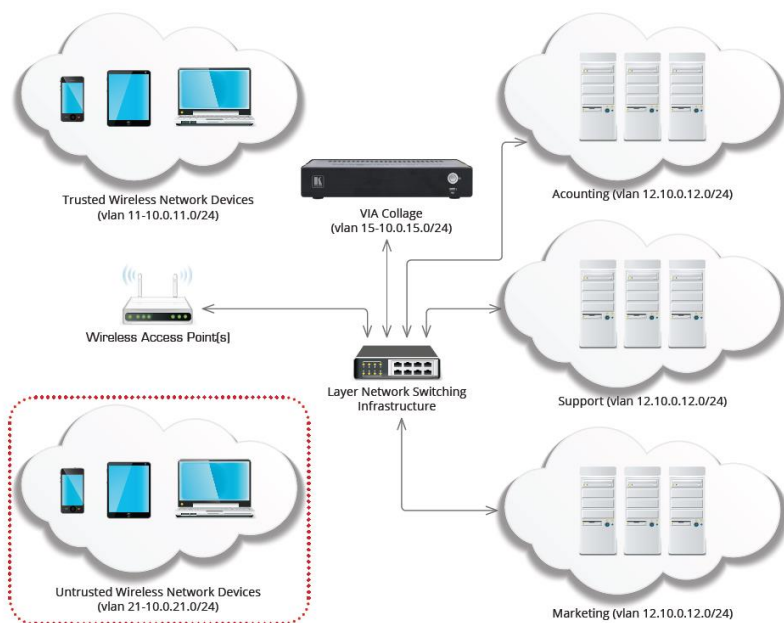 Trusted Wireless Network Devices
(vlan 11-10.0.11.0/24)
VIA Collage
(vlan 15-10.0.15.0/24)
Acounting (vlan 12.10.0.12.0/24)
Wireless Access Point(s)
Layer Network Switching
Infrastructure
Support (vlan 12.10.0.12.0/24)
Untrusted Wireless Network Devices
(vlan 21-10.0.21.0/24)
Marketing (vlan 12.10.0.12.0/24)